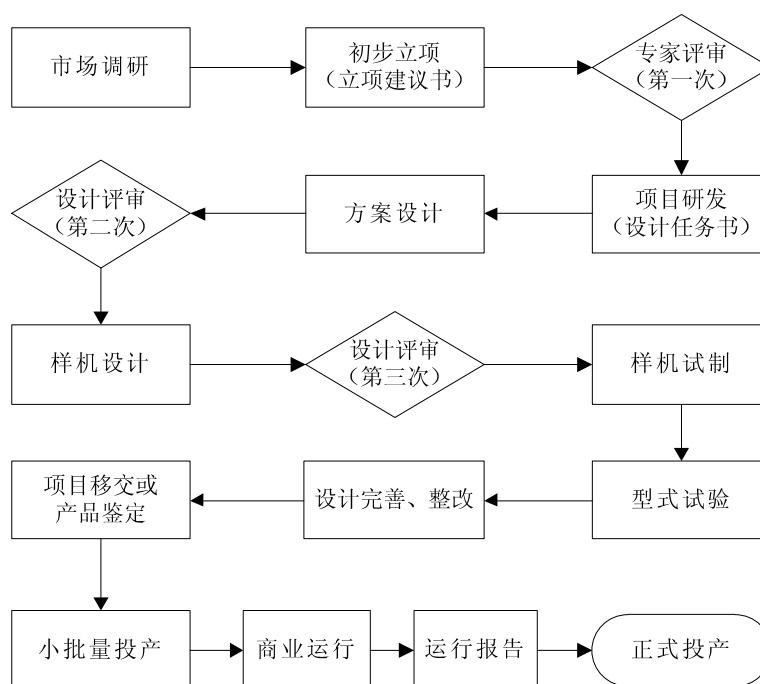 市场调研
初步立项
（立项建议书）
专家评审
（第一次）
项目研发
（设计任务书）
方案设计
设计评审
（第二次）
样机设计
设计评审
（第三次）
样机试制
型式试验
设计完善、整改
项目移交或
产品鉴定
小批量投产
商业运行
运行报告
正式投产